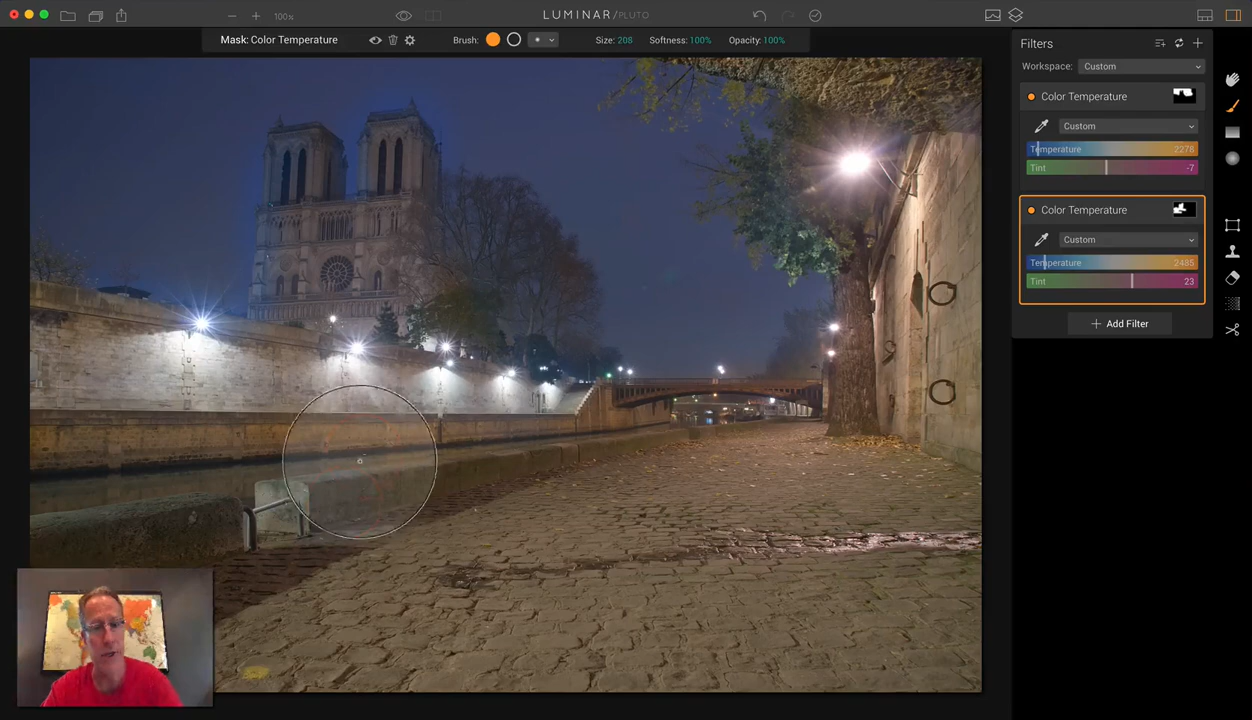 100%
LUMINAR/PLUTO
Mask: Color Temperature
Brush:
Size: 208
Softness: 100%
Opacity: 100%
Filters
Workspace: Custom
Color Temperature
Custom
Temperature 2278
Tint -7
Color Temperature
Custom
Temperature 2485
Tint 23
Add Filter